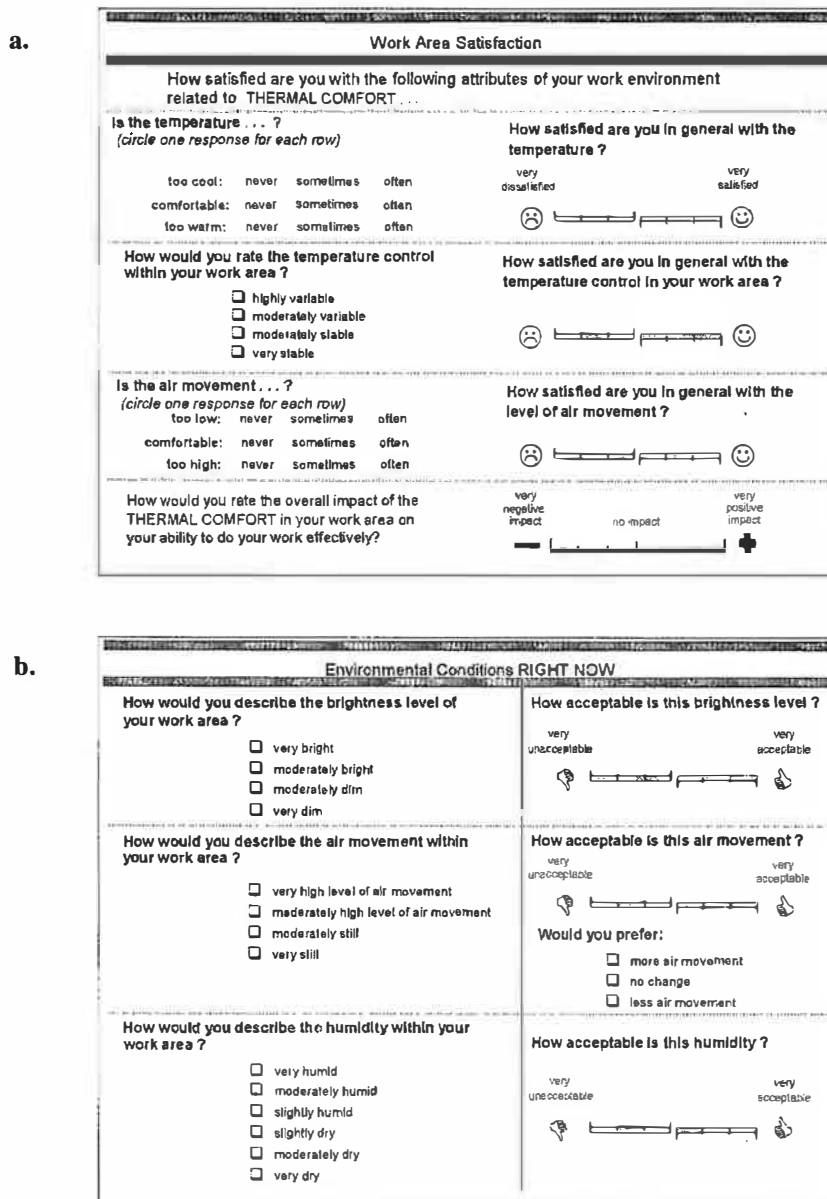 a.
Work Area Satisfaction
How satisfied are you with the following attributes of your work environment
related to THERMAL COMFORT . . .
Is the temperature . . . ?
(circle one response for each row)
too cool: never sometimes often
comfortable: never sometimes often
too warm: never sometimes often
How satisfied are you in general with the
temperature ?
very
dissatisfied
very
satisfied
How would you rate the temperature control
within your work area ?
highly variable
moderately variable
moderately stable
very stable
How satisfied are you in general with the
temperature control in your work area ?
Is the air movement . . . ?
(circle one response for each row)
too low: never sometimes often
comfortable: never sometimes often
too high: never sometimes often
How satisfied are you in general with the
level of air movement ?
How would you rate the overall impact of the
THERMAL COMFORT in your work area on
your ability to do your work effectively?
very
negative
impact
no impact
very
positive
impact
b.
Environmental Conditions RIGHT NOW
How would you describe the brightness level of
your work area ?
very bright
moderately bright
moderately dim
very dim
How acceptable is this brightness level ?
very
unacceptable
very
acceptable
How would you describe the air movement within
your work area ?
very high level of air movement
moderately high level of air movement
moderately still
very still
How acceptable is this air movement ?
very
unacceptable
very
acceptable
Would you prefer:
more air movement
no change
less air movement
How would you describe the humidity within your
work area ?
very humid
moderately humid
slightly humid
slightly dry
moderately dry
very dry
How acceptable is this humidity ?
very
unacceptable
very
acceptable